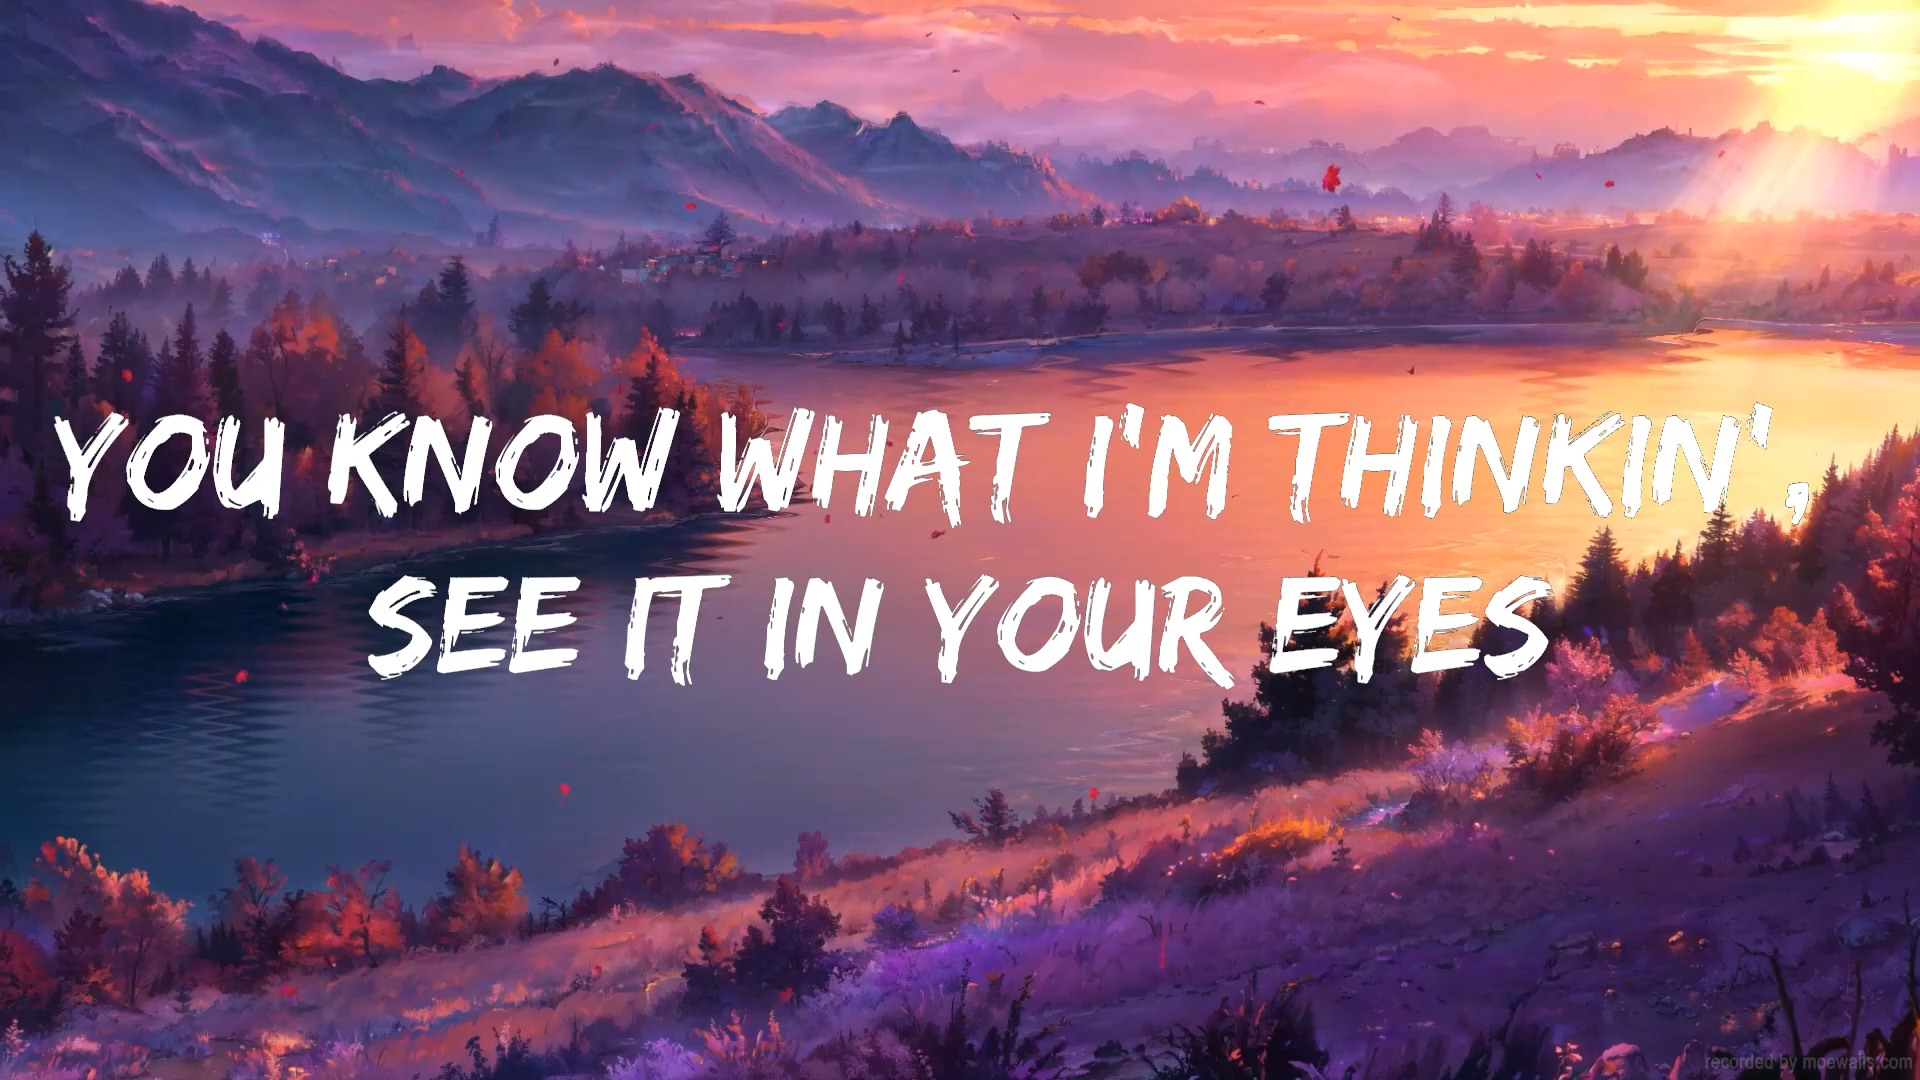 YOU KNOW WHAT I'M THINKIN',
SEE IT IN YOUR EYES
recorded by moewalls.com